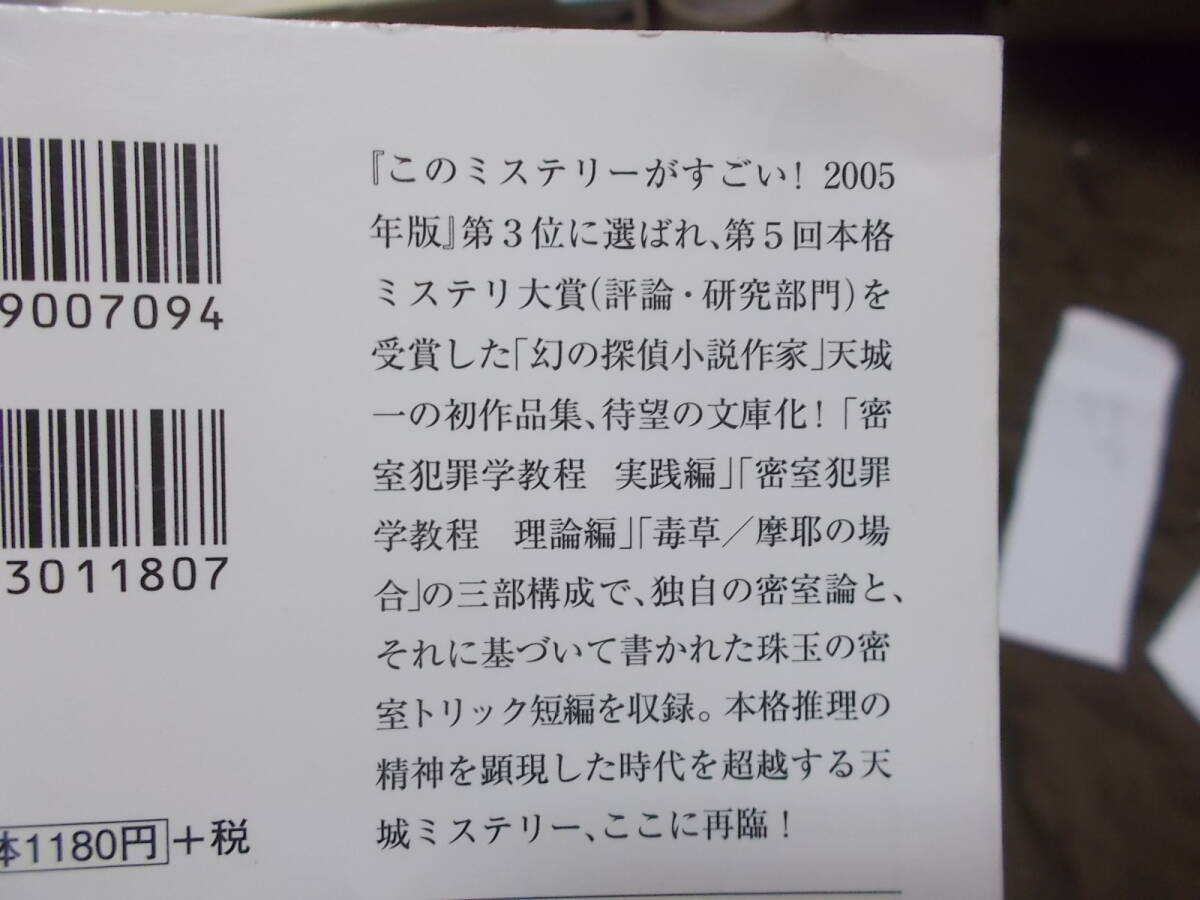 9007094
3011807
『このミステリーがすごい! 2005
年版』第3位に選ばれ、第5回本格
ミステリ大賞(評論・研究部門)を
受賞した「幻の探偵小説作家」天城
一の初作品集、待望の文庫化!「密
室犯罪学教程 実践編」「密室犯罪
学教程 理論編」「毒草/摩耶の場
合」の三部構成で、独自の密室論と、
それに基づいて書かれた珠玉の密
室トリック短編を収録。本格推理の
精神を顕現した時代を超越する天
城ミステリー、ここに再臨!
体1180円+税